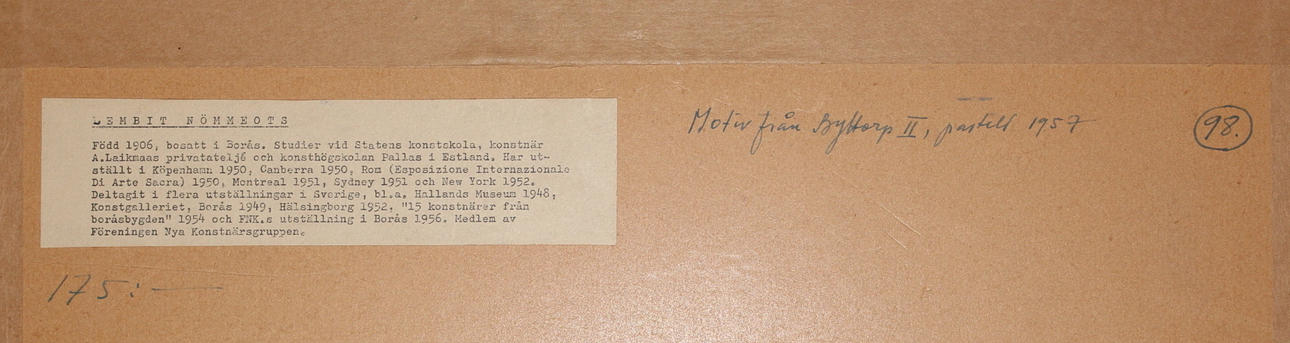 LEMBIT NÖMMEOTS
Född 1906, bosatt i Borås. Studier vid Statens konstskola, konstnär
A.Laikmaas privatateljé och konsthögskolan Pallas i Estland. Har ut-
ställt i Köpenhamn 1950, Canberra 1950, Rom (Esposizione Internazionale
Di Arte Sacra) 1950, Montreal 1951, Sydney 1951 och New York 1952.
Deltagit i flera utställningar i Sverige, bl.a. Hallands Museum 1948,
Konstgalleriet, Borås 1949, Hälsingborg 1952, "15 konstnärer från
boråsbygden" 1954 och FNK.s utställning i Borås 1956. Medlem av
Föreningen Nya Konstnärsgruppen.
175:—
Motiv från Byttorp II, pastell 1957
98.